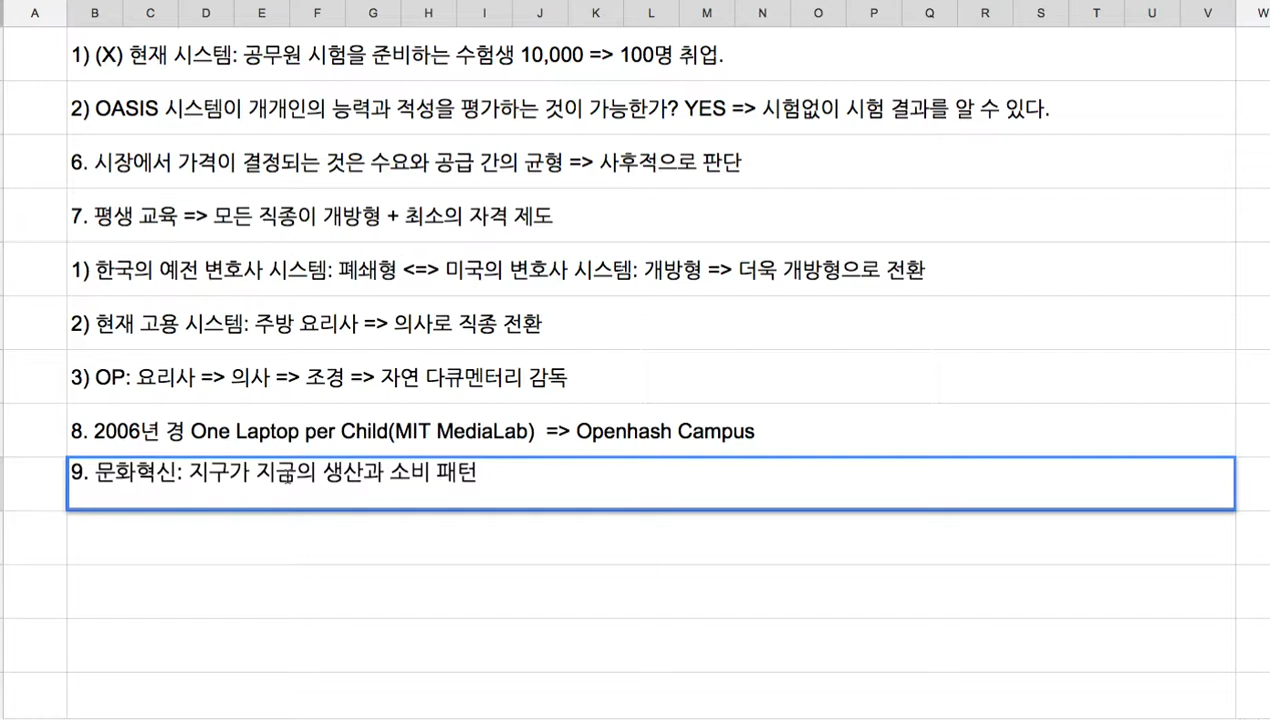 A B C D E F G H I J K L M N O P Q R S T U V W
1) (X) 현재 시스템: 공무원 시험을 준비하는 수험생 10,000 => 100명 취업.
2) OASIS 시스템이 개개인의 능력과 적성을 평가하는 것이 가능한가? YES => 시험없이 시험 결과를 알 수 있다.
6. 시장에서 가격이 결정되는 것은 수요와 공급 간의 균형 => 사후적으로 판단
7. 평생 교육 => 모든 직종이 개방형 + 최소의 자격 제도
1) 한국의 예전 변호사 시스템: 폐쇄형 <=> 미국의 변호사 시스템: 개방형 => 더욱 개방형으로 전환
2) 현재 고용 시스템: 주방 요리사 => 의사로 직종 전환
3) OP: 요리사 => 의사 => 조경 => 자연 다큐멘터리 감독
8. 2006년 경 One Laptop per Child(MIT MediaLab) => Openhash Campus
9. 문화혁신: 지구가 지금의 생산과 소비 패턴